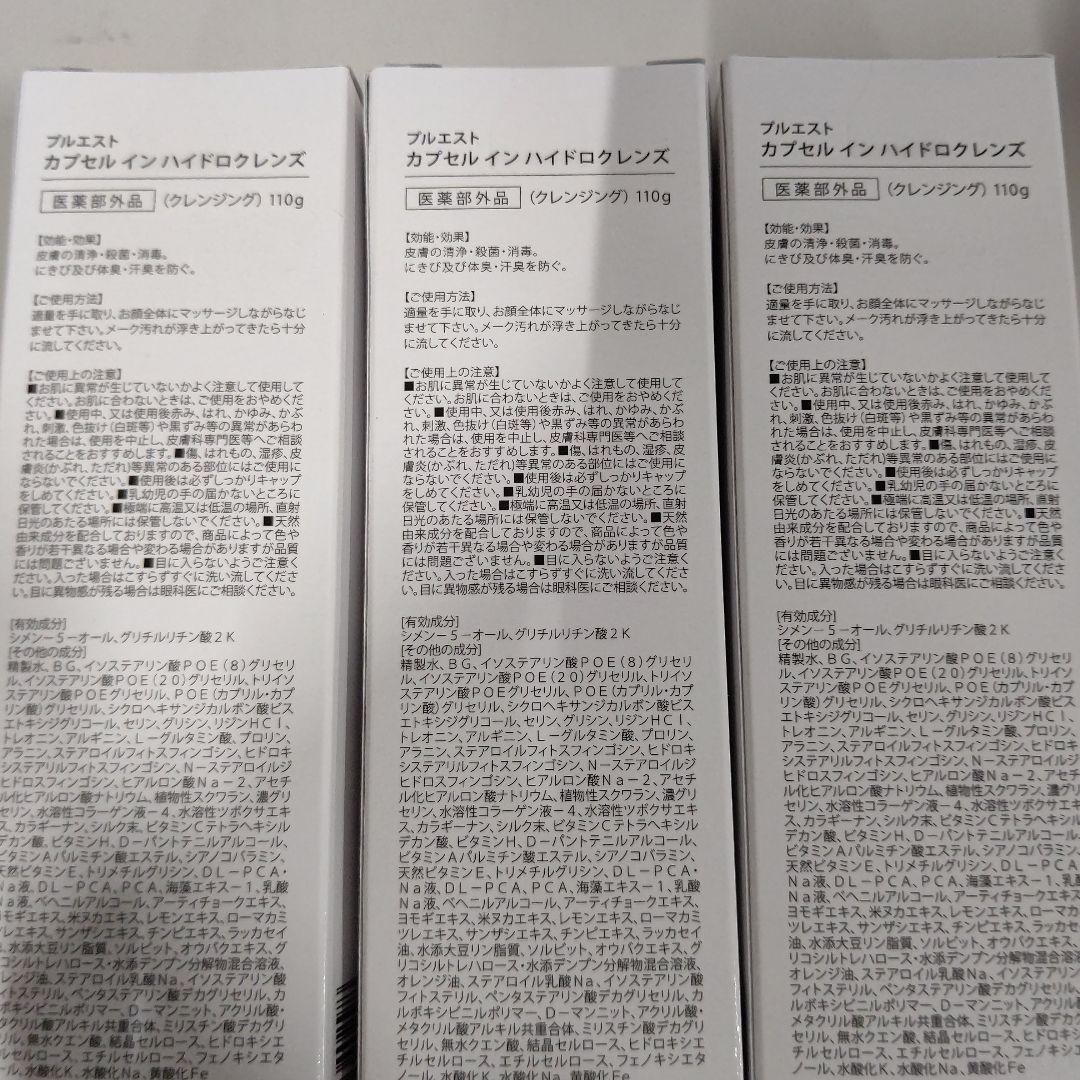 プルエスト
カプセル イン ハイドロクレンズ
医薬部外品 （クレンジング）110g
【効能・効果】
皮膚の清浄・殺菌・消毒。
にきび及び体臭・汗臭を防ぐ。
【ご使用方法】
適量を手に取り、お顔全体にマッサージしながらなじ
ませて下さい。メーク汚れが浮き上がってきたら十分
に流してください。
【ご使用上の注意】
■お肌に異常が生じていないかよく注意して使用して
ください。お肌に合わないときは、ご使用をおやめくだ
さい。■使用中、又は使用後赤み、はれ、かゆみ、かぶ
れ、刺激、色抜け(白斑等)や黒ずみ等の異常があらわ
れた場合は、使用を中止し、皮膚科専門医等へご相談
されることをおすすめします。■傷、はれもの、湿疹、皮
膚炎(かぶれ、ただれ)等異常のある部位にはご使用に
ならないでください。■使用後は必ずしっかりキャップ
をしめてください。■乳幼児の手の届かないところに
保管してください。■極端に高温又は低温の場所、直射
日光のあたる場所には保管しないでください。■天然
由来成分を配合しておりますので、商品によって色や
香りが若干異なる場合や変わる場合がありますが品質
には問題ございません。■目に入らないようご注意く
ださい。入った場合はこすらずすぐに洗い流してくださ
い。目に異物感が残る場合は眼科医にご相談ください。
[有効成分]
シメン－５－オール、グリチルリチン酸２Ｋ
[その他の成分]
精製水、ＢＧ、イソステアリン酸ＰＯＥ（８）グリセリ
ル、イソステアリン酸ＰＯＥ（２０）グリセリル、トリイソ
ステアリン酸ＰＯＥグリセリル、ＰＯＥ（カプリル・カプ
リン酸）グリセリル、シクロヘキサンジカルボン酸ビス
エトキシジグリコール、セリン、グリシン、リジンＨＣｌ、
トレオニン、アルギニン、Ｌ－グルタミン酸、プロリン、
アラニン、ステアロイルフィトスフィンゴシン、ヒドロキ
システアリルフィトスフィンゴシン、Ｎ－ステアロイルジ
ヒドロスフィンゴシン、ヒアルロン酸Ｎａ－２、アセチ
ル化ヒアルロン酸ナトリウム、植物性スクワラン、濃グリ
セリン、水溶性コラーゲン液－４、水溶性ツボクサエキ
ス、カラギーナン、シルク末、ビタミンＣテトラヘキシル
デカン酸、ビタミンＨ、Ｄ－パントテニルアルコール、
ビタミンＡパルミチン酸エステル、シアノコバラミン、
天然ビタミンＥ、トリメチルグリシン、ＤＬ－ＰＣＡ・
Ｎａ液、ＤＬ－ＰＣＡ、ＰＣＡ、海藻エキス－１、乳酸
Ｎａ液、ベヘニルアルコール、アーティチョークエキス、
ヨモギエキス、米ヌカエキス、レモンエキス、ローマカミ
ツレエキス、サンザシエキス、チンピエキス、ラッカセイ
油、水添大豆リン脂質、ソルビット、オウバクエキス、グ
リコシルトレハロース・水添デンプン分解物混合溶液、
オレンジ油、ステアロイル乳酸Ｎａ、イソステアリン酸
フィトステリル、ペンタステアリン酸デカグリセリル、カ
ルボキシビニルポリマー、Ｄ－マンニット、アクリル酸・
メタクリル酸アルキル共重合体、ミリスチン酸デカグリ
セリル、無水クエン酸、結晶セルロース、ヒドロキシエ
チルセルロース、エチルセルロース、フェノキシエタ
ノール、水酸化Ｋ、水酸化Ｎａ、黄酸化Ｆｅ